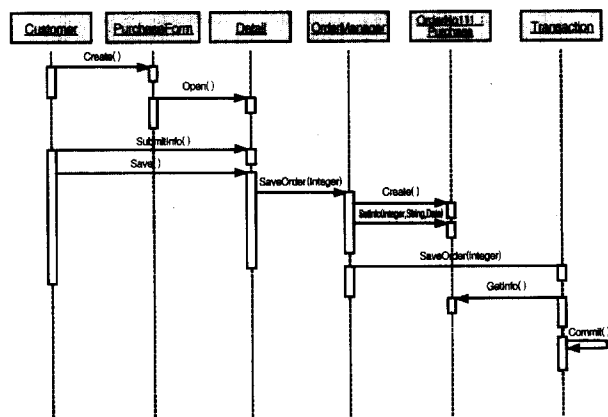 Customer
PurchaseForm
Detail
OrderManager
OrderNo111 :
Purchase
Transaction
Create( )
Open( )
SubmitInfo( )
Save( )
SaveOrder(Integer)
Create( )
SetInfo(Integer,String,Date)
SaveOrder(Integer)
GetInfo( )
Commit( )